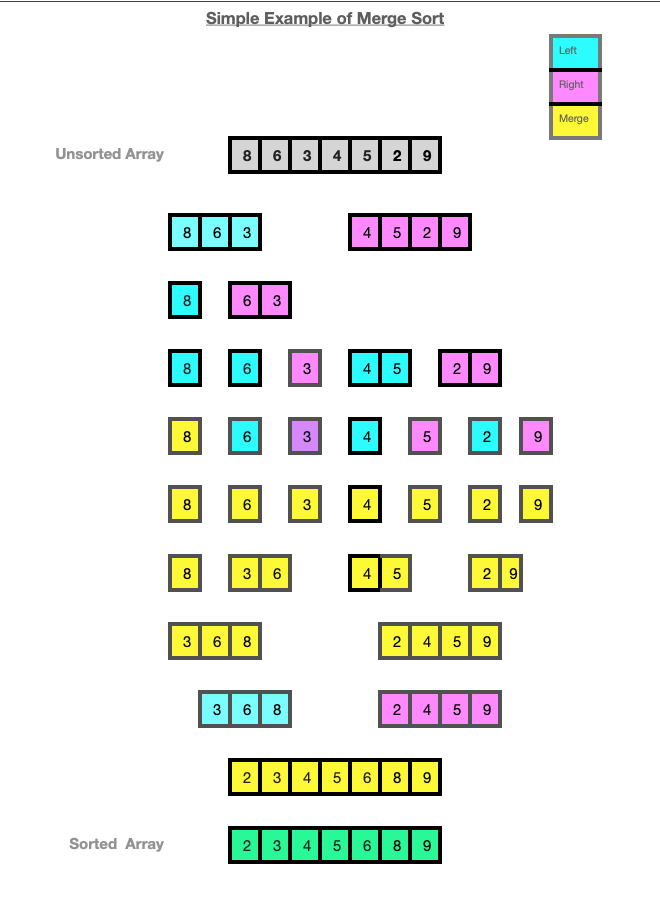 Simple Example of Merge Sort
Left
Right
Merge
Unsorted Array 8 6 3 4 5 2 9
8 6 3 4 5 2 9
8 6 3
8 6 3 4 5 2 9
8 6 3 4 5 2 9
8 6 3 4 5 2 9
8 3 6 4 5 2 9
3 6 8 2 4 5 9
3 6 8 2 4 5 9
2 3 4 5 6 8 9
Sorted Array 2 3 4 5 6 8 9